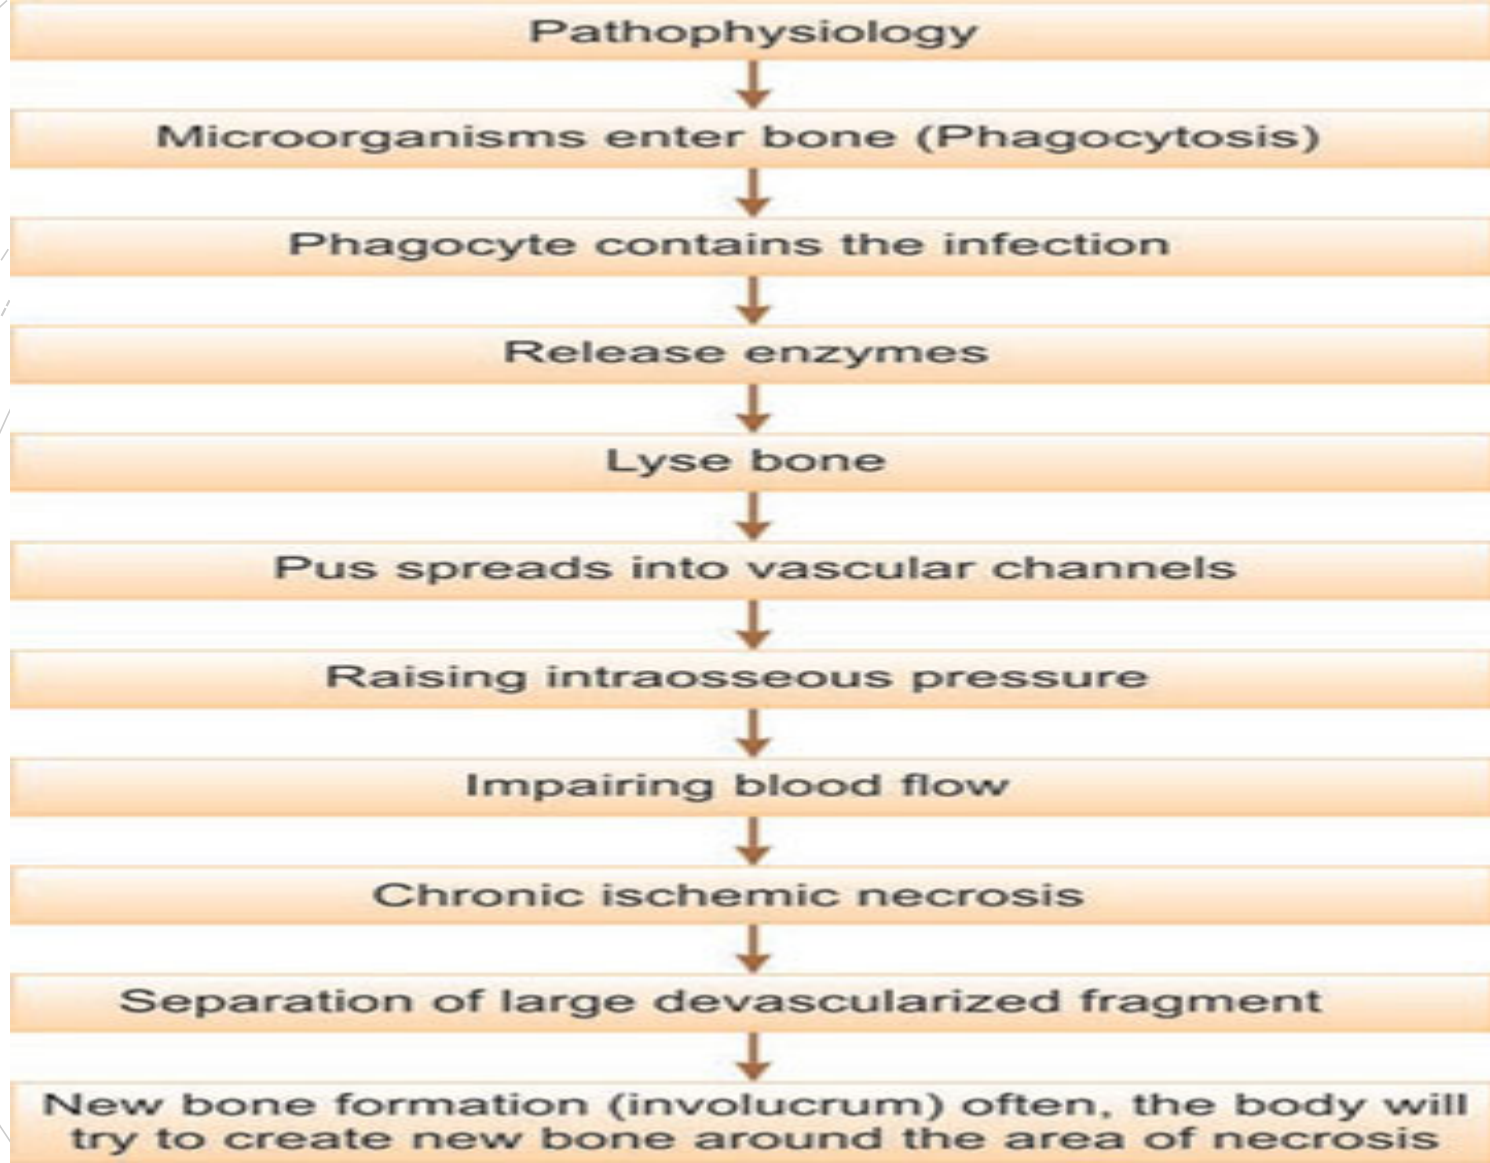 Pathophysiology
Microorganisms enter bone (Phagocytosis)
Phagocyte contains the infection
Release enzymes
Lyse bone
Pus spreads into vascular channels
Raising intraosseous pressure
Impairing blood flow
Chronic ischemic necrosis
Separation of large devascularized fragment
New bone formation (involucrum) often, the body will
try to create new bone around the area of necrosis